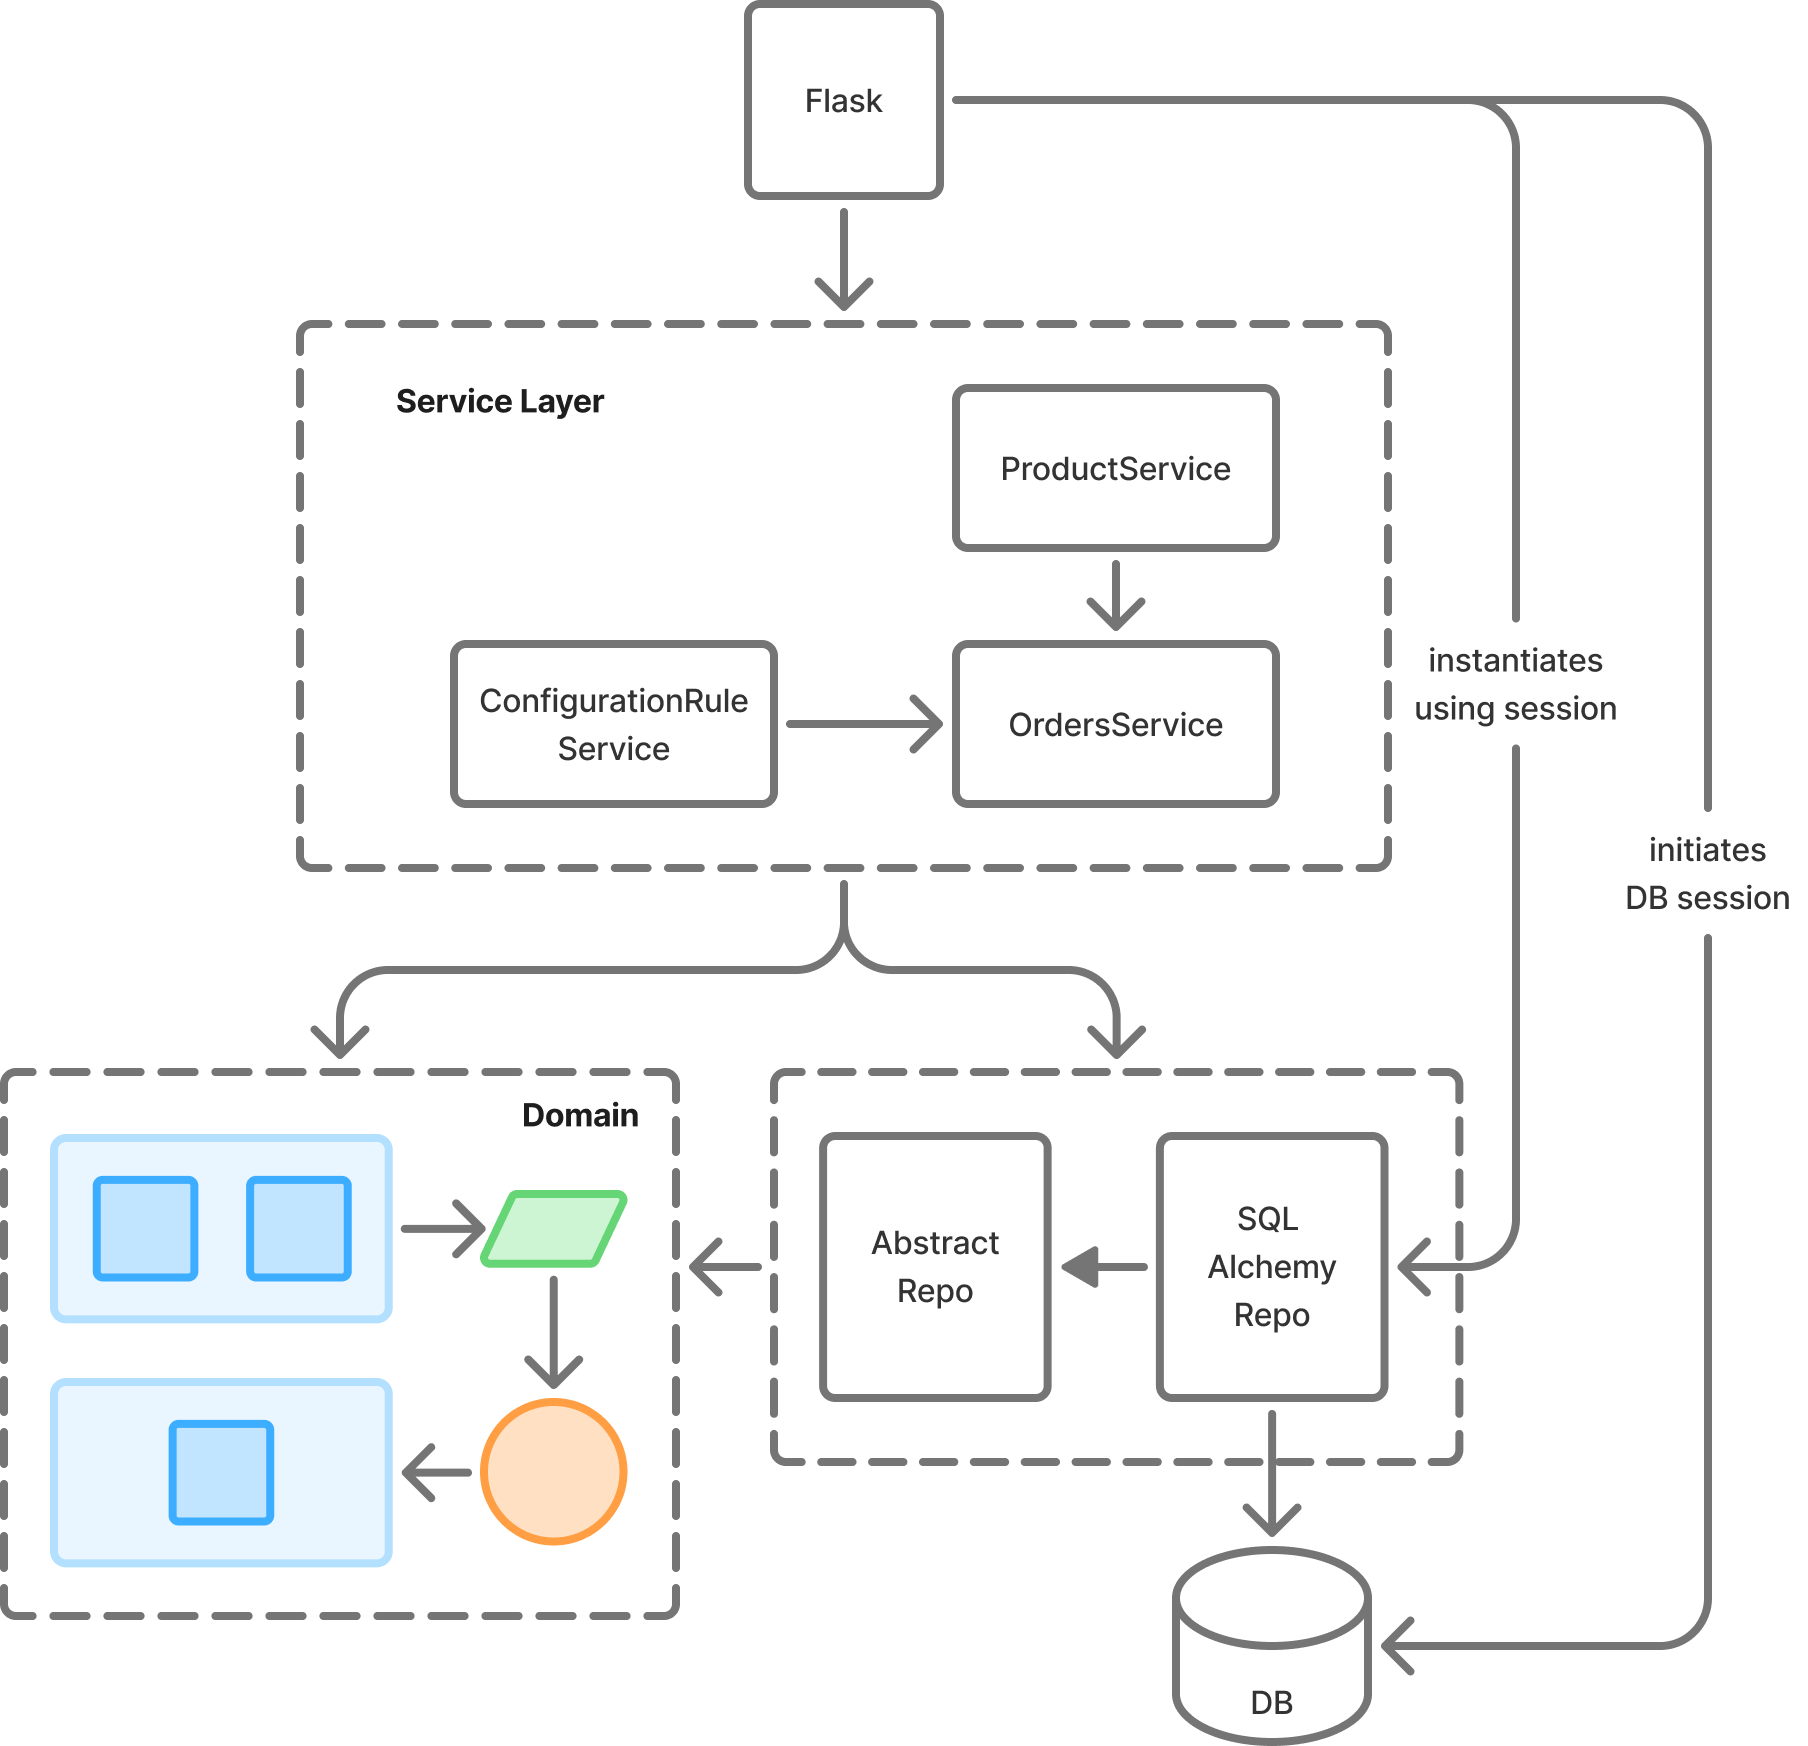 Flask
Service Layer
ProductService
ConfigurationRule
Service
OrdersService
instantiates
using session
initiates
DB session
Domain
Abstract
Repo
SQL
Alchemy
Repo
DB